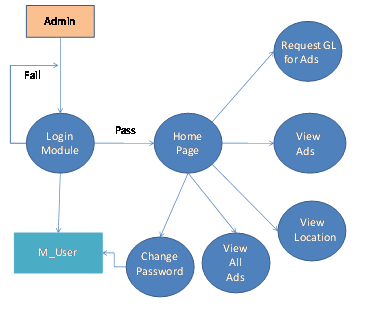 Admin
Fail
Login
Module
Pass
Home
Page
Request GL
for Ads
View
Ads
View
Location
View
All
Ads
Change
Password
M_User